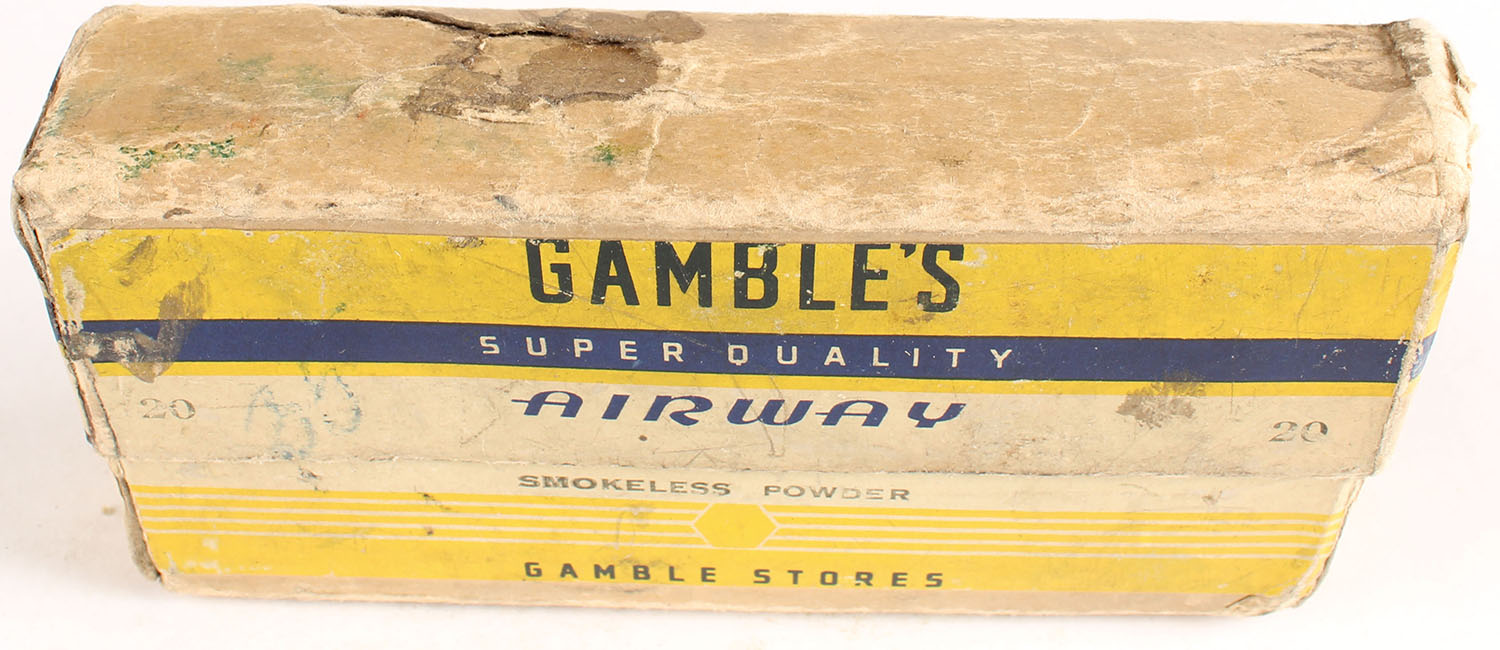 GAMBLE'S
SUPER QUALITY
20 AIRWAY 20
SMOKELESS POWDER
GAMBLE STORES